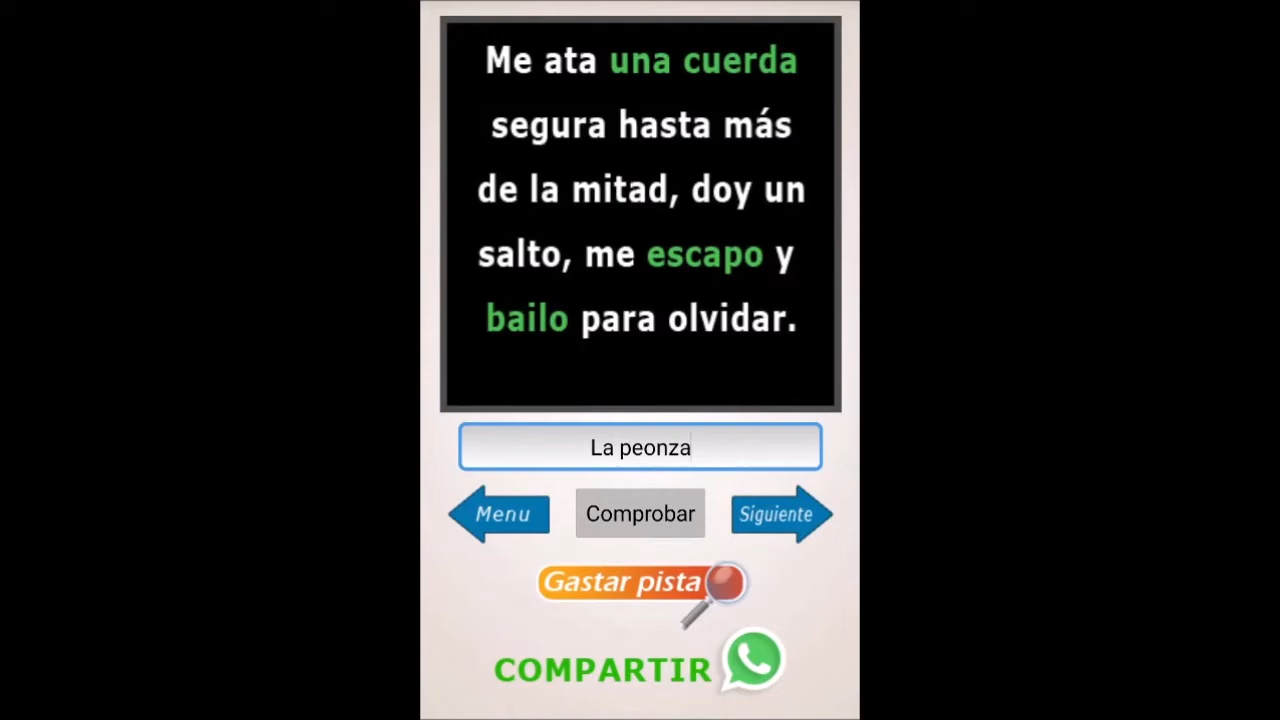 Me ata una cuerda
segura hasta más
de la mitad, doy un
salto, me escapo y
bailo para olvidar.
La peonza
Menu
Comprobar
Siguiente
Gastar pista
COMPARTIR